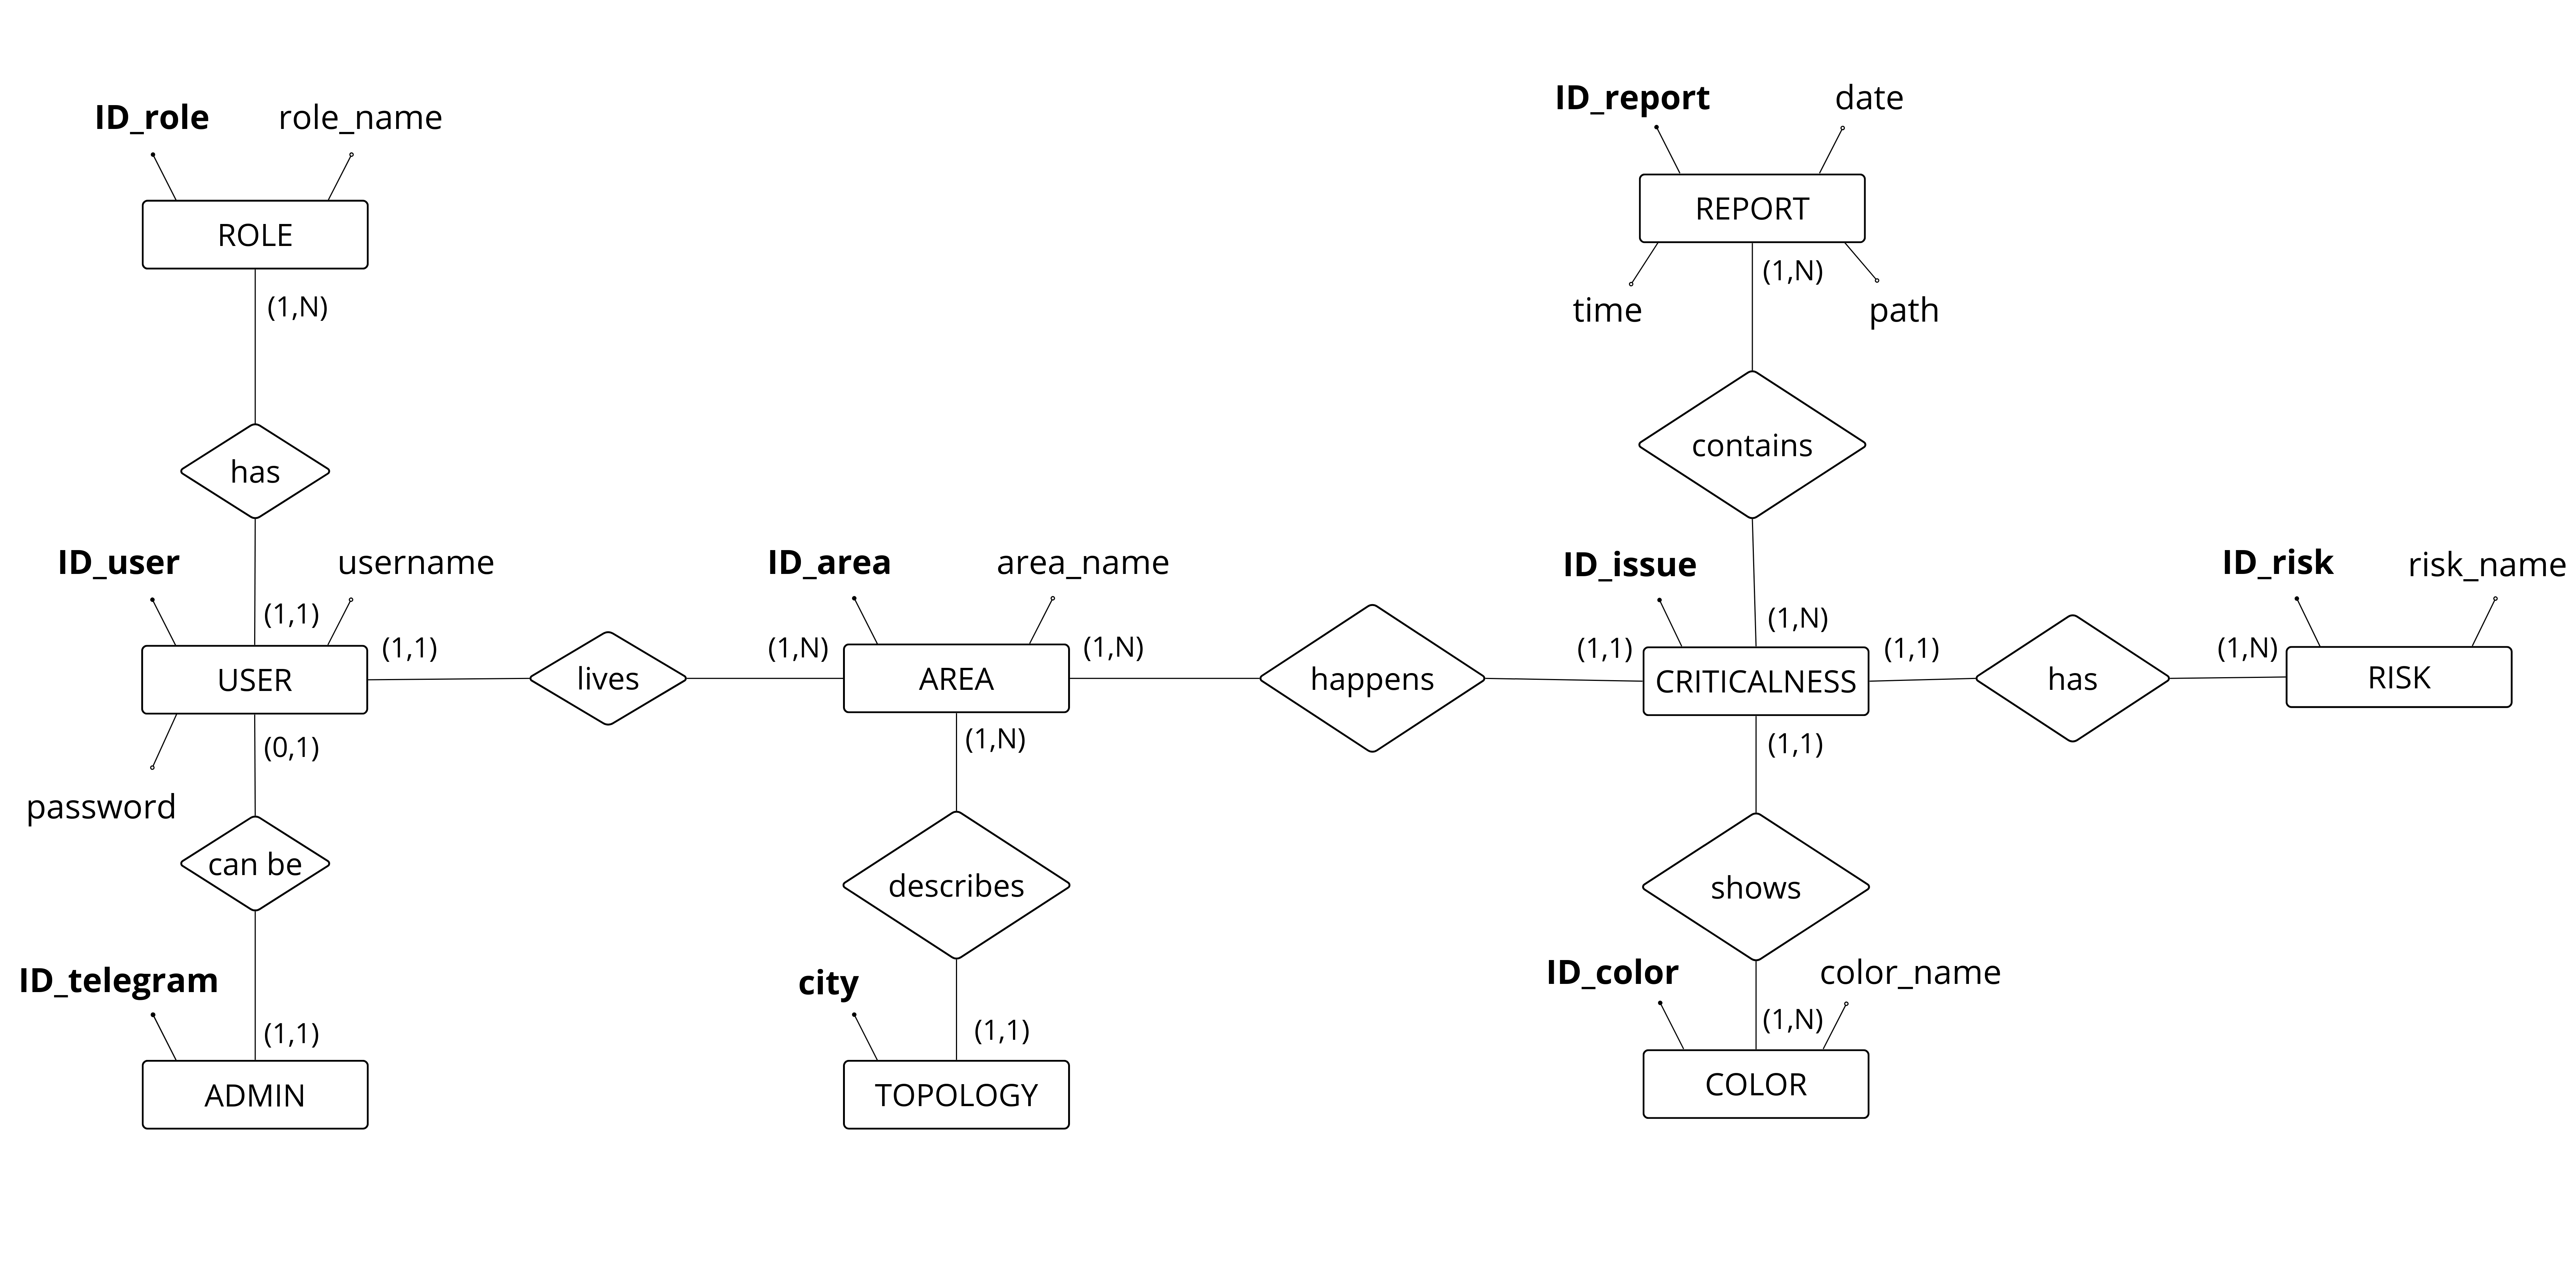 ID_report
date
ID_role
role_name
REPORT
ROLE
(1,N)
(1,N)
time
path
contains
has
ID_user
username
ID_area
area_name
ID_issue
ID_risk
risk_name
(1,1)
(1,N)
(1,1)
(1,N)
(1,N)
(1,1)
(1,1)
(1,N)
USER
lives
AREA
happens
CRITICALNESS
has
RISK
(0,1)
(1,N)
(1,1)
password
can be
describes
shows
ID_telegram
city
ID_color
color_name
(1,1)
(1,1)
(1,N)
ADMIN
TOPOLOGY
COLOR